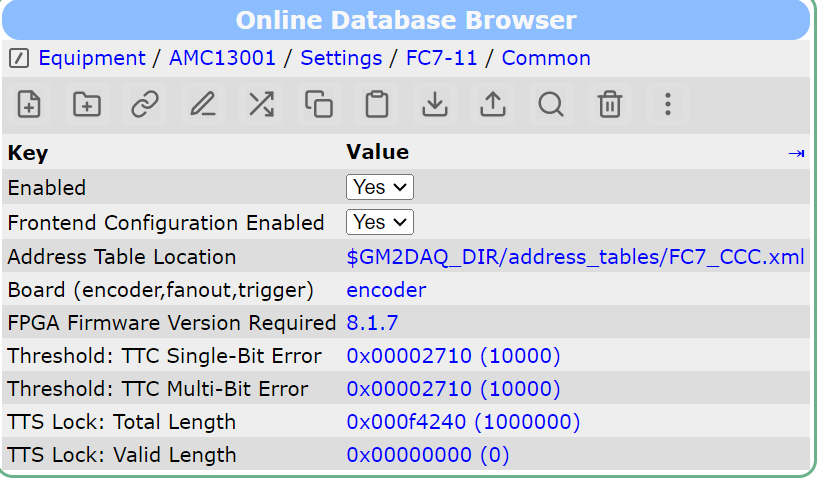 Online Database Browser
Equipment / AMC13001 / Settings / FC7-11 / Common
Key Value
Enabled Yes
Frontend Configuration Enabled Yes
Address Table Location $GM2DAQ_DIR/address_tables/FC7_CCC.xml
Board (encoder,fanout,trigger) encoder
FPGA Firmware Version Required 8.1.7
Threshold: TTC Single-Bit Error 0x00002710 (10000)
Threshold: TTC Multi-Bit Error 0x00002710 (10000)
TTS Lock: Total Length 0x000f4240 (1000000)
TTS Lock: Valid Length 0x00000000 (0)